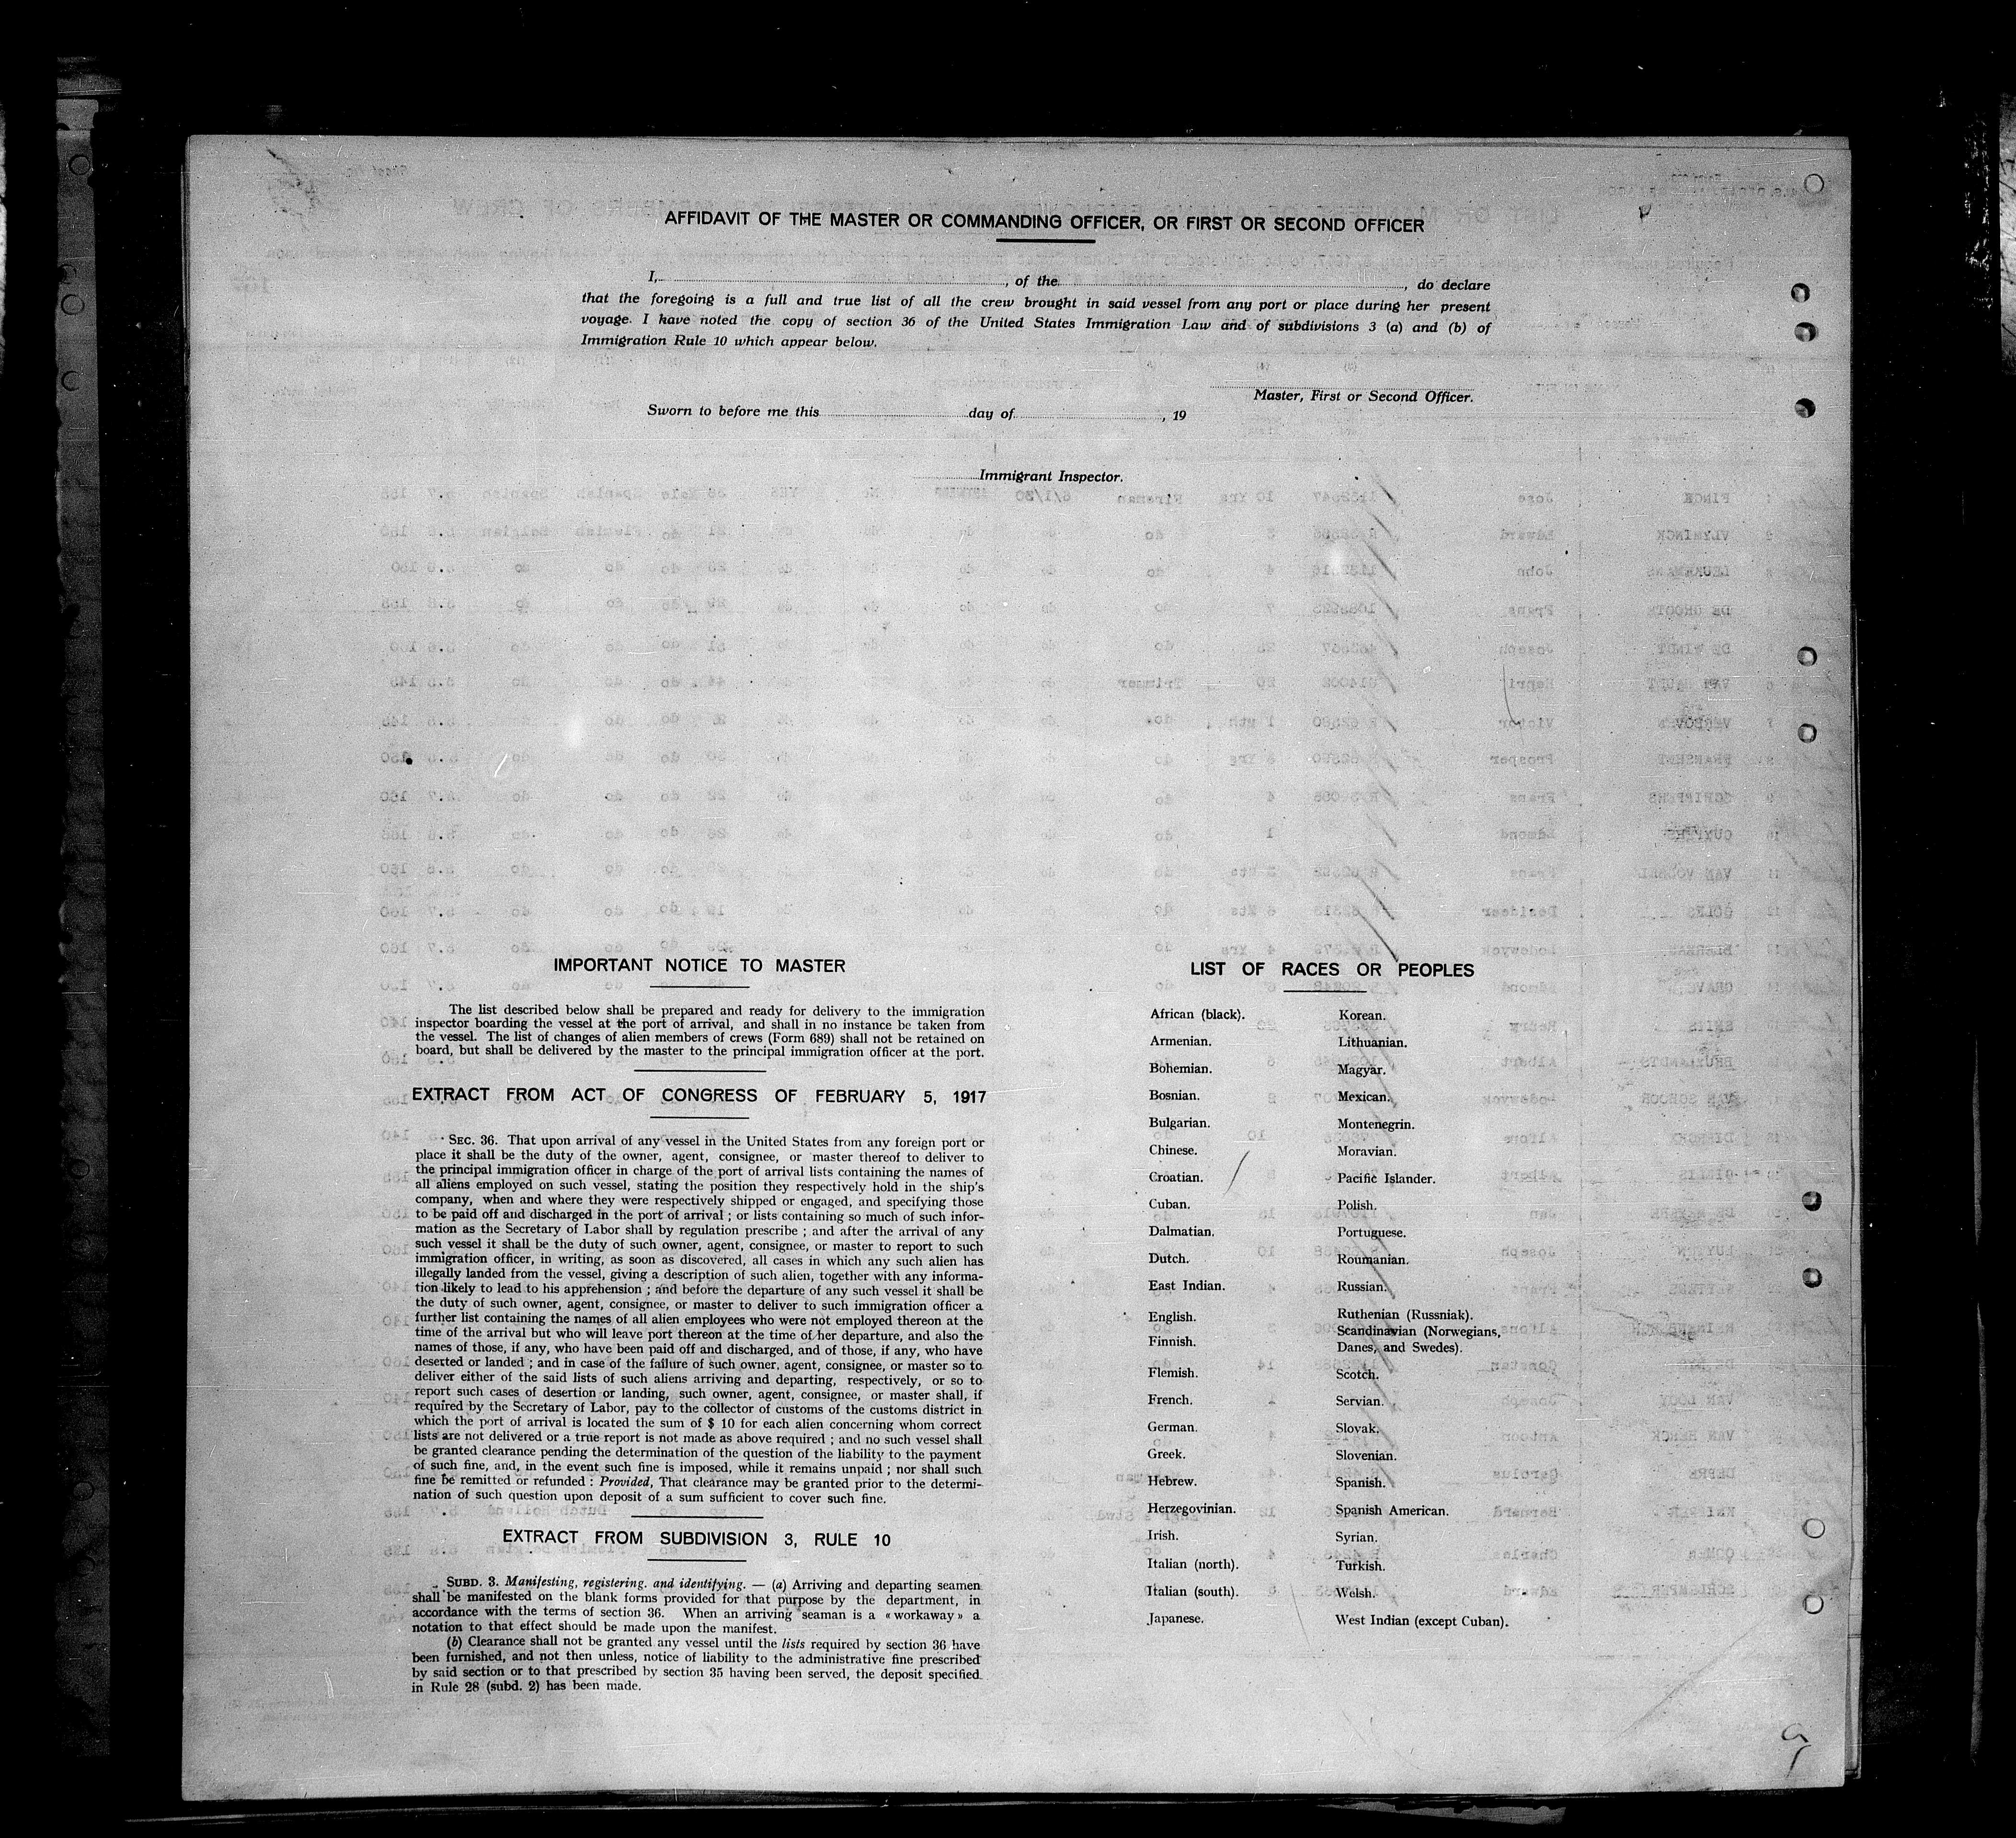 AFFIDAVIT OF THE MASTER OR COMMANDING OFFICER, OR FIRST OR SECOND OFFICER
I, , of the , do declare
that the foregoing is a full and true list of all the crew brought in said vessel from any port or place during her present
voyage. I have noted the copy of section 36 of the United States Immigration Law and of subdivisions 3 (a) and (b) of
Immigration Rule 10 which appear below.
Master, First or Second Officer.
Sworn to before me this day of , 19
Immigrant Inspector.
IMPORTANT NOTICE TO MASTER
The list described below shall be prepared and ready for delivery to the immigration
inspector boarding the vessel at the port of arrival, and shall in no instance be taken from
the vessel. The list of changes of alien members of crews (Form 689) shall not be retained on
board, but shall be delivered by the master to the principal immigration officer at the port.
EXTRACT FROM ACT OF CONGRESS OF FEBRUARY 5, 1917
SEC. 36. That upon arrival of any vessel in the United States from any foreign port or
place it shall be the duty of the owner, agent, consignee, or master thereof to deliver to
the principal immigration officer in charge of the port of arrival lists containing the names of
all aliens employed on such vessel, stating the position they respectively hold in the ship's
company, when and where they were respectively shipped or engaged, and specifying those
to be paid off and discharged in the port of arrival ; or lists containing so much of such infor-
mation as the Secretary of Labor shall by regulation prescribe ; and after the arrival of any
such vessel it shall be the duty of such owner, agent, consignee, or master to report to such
immigration officer, in writing, as soon as discovered, all cases in which any such alien has
illegally landed from the vessel, giving a description of such alien, together with any informa-
tion likely to lead to his apprehension ; and before the departure of any such vessel it shall be
the duty of such owner, agent, consignee, or master to deliver to such immigration officer a
further list containing the names of all alien employees who were not employed thereon at the
time of the arrival but who will leave port thereon at the time of her departure, and also the
names of those, if any, who have been paid off and discharged, and of those, if any, who have
deserted or landed ; and in case of the failure of such owner, agent, consignee, or master so to
deliver either of the said lists of such aliens arriving and departing, respectively, or so to
report such cases of desertion or landing, such owner, agent, consignee, or master shall, if
required by the Secretary of Labor, pay to the collector of customs of the customs district in
which the port of arrival is located the sum of $ 10 for each alien concerning whom correct
lists are not delivered or a true report is not made as above required ; and no such vessel shall
be granted clearance pending the determination of the question of the liability to the payment
of such fine, and, in the event such fine is imposed, while it remains unpaid ; nor shall such
fine be remitted or refunded : Provided, That clearance may be granted prior to the determi-
nation of such question upon deposit of a sum sufficient to cover such fine.
EXTRACT FROM SUBDIVISION 3, RULE 10
SUBD. 3. Manifesting, registering, and identifying. — (a) Arriving and departing seamen
shall be manifested on the blank forms provided for that purpose by the department, in
accordance with the terms of section 36. When an arriving seaman is a « workaway » a
notation to that effect should be made upon the manifest.
(b) Clearance shall not be granted any vessel until the lists required by section 36 have
been furnished, and not then unless, notice of liability to the administrative fine prescribed
by said section or to that prescribed by section 35 having been served, the deposit specified
in Rule 28 (subd. 2) has been made.
LIST OF RACES OR PEOPLES
African (black).
Armenian.
Bohemian.
Bosnian.
Bulgarian.
Chinese.
Croatian.
Cuban.
Dalmatian.
Dutch.
East Indian.
English.
Finnish.
Flemish.
French.
German.
Greek.
Hebrew.
Herzegovinian.
Irish.
Italian (north).
Italian (south).
Japanese.
Korean.
Lithuanian.
Magyar.
Mexican.
Montenegrin.
Moravian.
Pacific Islander.
Polish.
Portuguese.
Roumanian.
Russian.
Ruthenian (Russniak).
Scandinavian (Norwegians,
Danes, and Swedes).
Scotch.
Servian.
Slovak.
Slovenian.
Spanish.
Spanish American.
Syrian.
Turkish.
Welsh.
West Indian (except Cuban).